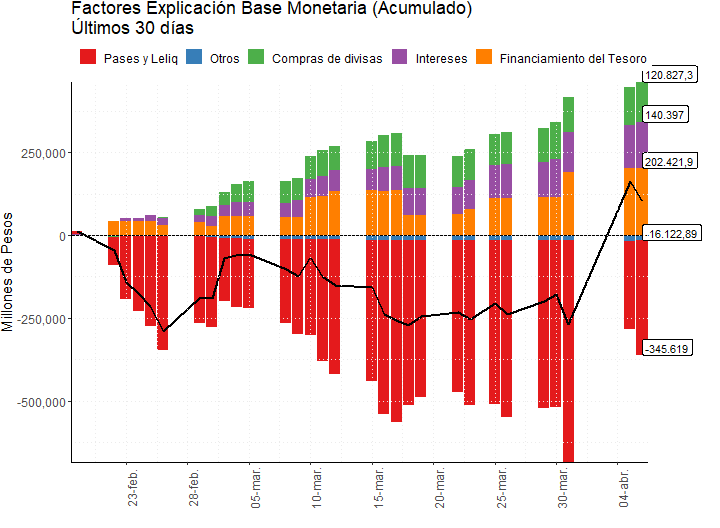 Factores Explicación Base Monetaria (Acumulado)
Últimos 30 días
Pases y Leliq
Otros
Compras de divisas
Intereses
Financiamiento del Tesoro
Millones de Pesos
250,000
0
-250,000
-500,000
120.827,3
140.397
202.421,9
-16.122,89
-345.619
23-feb.
28-feb.
05-mar.
10-mar.
15-mar.
20-mar.
25-mar.
30-mar.
04-abr.